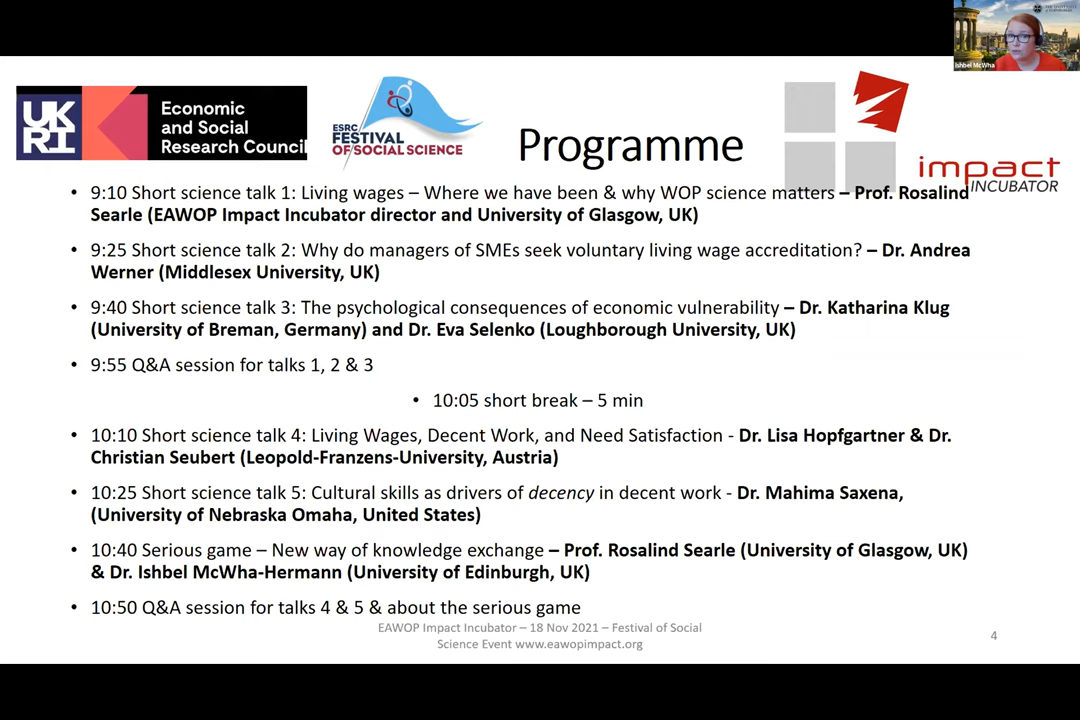 UK
RI
Economic
and Social
Research Council
ESRC
FESTIVAL
OF SOCIAL SCIENCE
Programme
impact
INCUBATOR
Ishbel McWha
• 9:10 Short science talk 1: Living wages – Where we have been & why WOP science matters – Prof. Rosalind
Searle (EAWOP Impact Incubator director and University of Glasgow, UK)
• 9:25 Short science talk 2: Why do managers of SMEs seek voluntary living wage accreditation? – Dr. Andrea
Werner (Middlesex University, UK)
• 9:40 Short science talk 3: The psychological consequences of economic vulnerability – Dr. Katharina Klug
(University of Breman, Germany) and Dr. Eva Selenko (Loughborough University, UK)
• 9:55 Q&A session for talks 1, 2 & 3
• 10:05 short break – 5 min
• 10:10 Short science talk 4: Living Wages, Decent Work, and Need Satisfaction - Dr. Lisa Hopfgartner & Dr.
Christian Seubert (Leopold-Franzens-University, Austria)
• 10:25 Short science talk 5: Cultural skills as drivers of decency in decent work - Dr. Mahima Saxena,
(University of Nebraska Omaha, United States)
• 10:40 Serious game – New way of knowledge exchange – Prof. Rosalind Searle (University of Glasgow, UK)
& Dr. Ishbel McWha-Hermann (University of Edinburgh, UK)
• 10:50 Q&A session for talks 4 & 5 & about the serious game
EAWOP Impact Incubator – 18 Nov 2021 – Festival of Social
Science Event www.eawopimpact.org
4